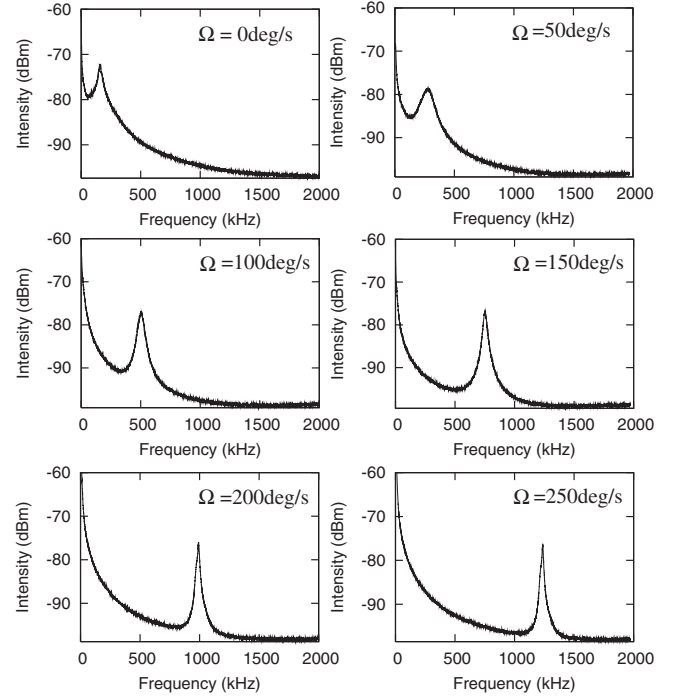 Ω = 0deg/s
Intensity (dBm)
-60
-70
-80
-90
0 500 1000 1500 2000
Frequency (kHz)
Ω =50deg/s
Intensity (dBm)
-60
-70
-80
-90
0 500 1000 1500 2000
Frequency (kHz)
Ω =100deg/s
Intensity (dBm)
-60
-70
-80
-90
0 500 1000 1500 2000
Frequency (kHz)
Ω =150deg/s
Intensity (dBm)
-60
-70
-80
-90
0 500 1000 1500 2000
Frequency (kHz)
Ω =200deg/s
Intensity (dBm)
-60
-70
-80
-90
0 500 1000 1500 2000
Frequency (kHz)
Ω =250deg/s
Intensity (dBm)
-60
-70
-80
-90
0 500 1000 1500 2000
Frequency (kHz)